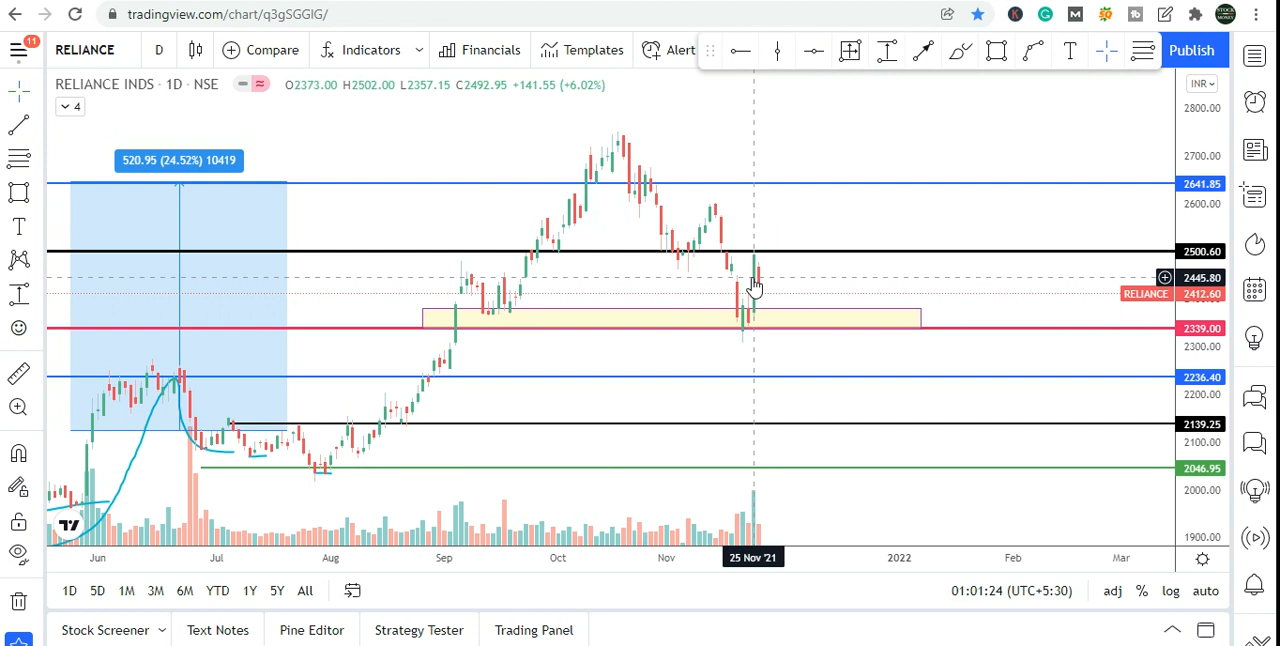 tradingview.com/chart/q3gSGGIG/
11
RELIANCE D Compare Indicators Financials Templates Alert T Publish
RELIANCE INDS · 1D · NSE O2373.00 H2502.00 L2357.15 C2492.95 +141.55 (+6.02%)
4
INR
2800.00
2700.00
520.95 (24.52%) 10419
2641.85
2600.00
2500.60
2445.80
RELIANCE 2412.60
2339.00
2300.00
2236.40
2200.00
2139.25
2100.00
2046.95
2000.00
1900.00
Jun Jul Aug Sep Oct Nov 25 Nov '21 2022 Feb Mar
1D 5D 1M 3M 6M YTD 1Y 5Y All 01:01:24 (UTC+5:30) adj % log auto
Stock Screener Text Notes Pine Editor Strategy Tester Trading Panel